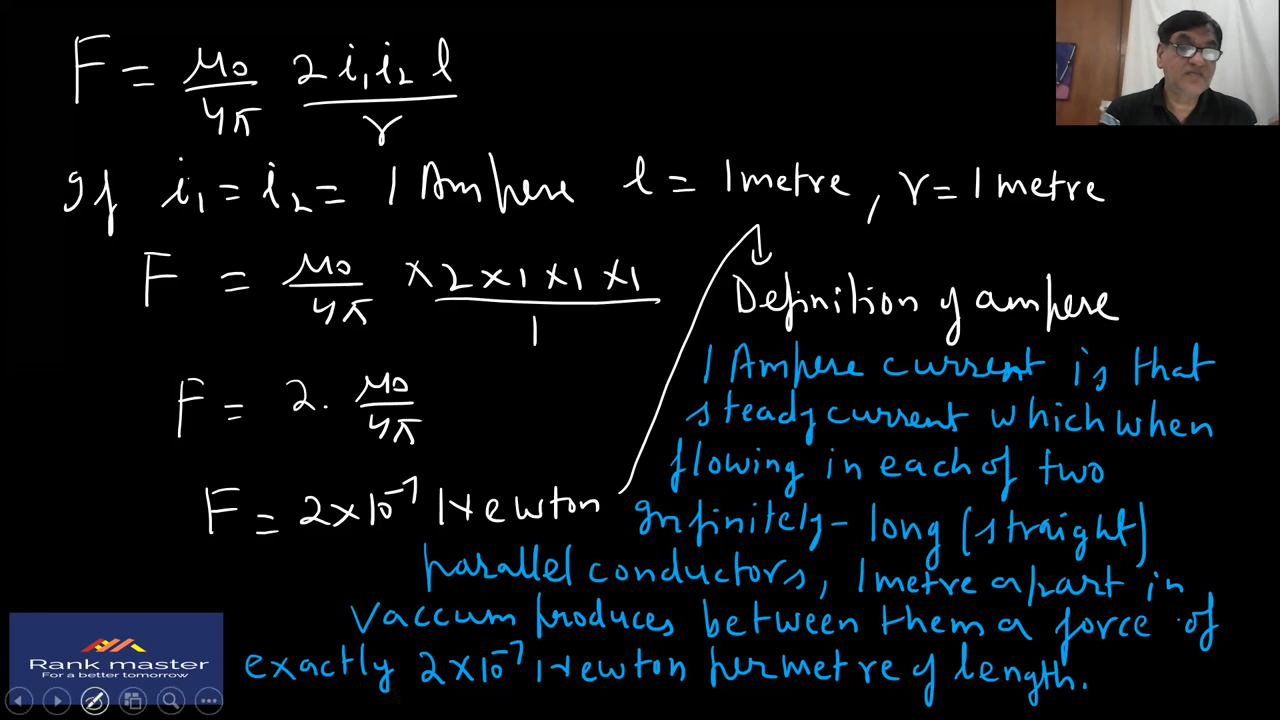 F = μ0/4π 2 i1 i2 l / r
If i1 = i2 = 1 Ampere l = 1 metre, r = 1 metre
F = μ0/4π × 2 × 1 × 1 × 1 / 1
Definition of ampere
F = 2. μ0/4π
F = 2×10⁻⁷ Newton
1 Ampere current is that
steady current which when
flowing in each of two
Infinitely - long (straight)
parallel conductors, 1 metre apart in
vaccum produces between them a force of
exactly 2×10⁻⁷ Newton per metre of length.
Rank master
For a better tomorrow